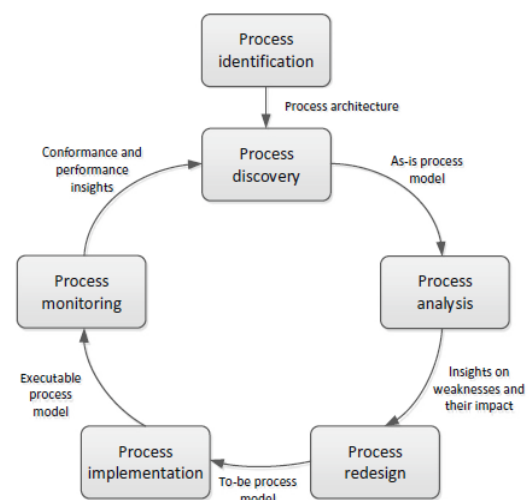 Process
identification
Process architecture
Process
discovery
As-is process
model
Process
analysis
Insights on
weaknesses and
their impact
Process
redesign
To-be process
model
Process
implementation
Executable
process
model
Process
monitoring
Conformance and
performance
insights